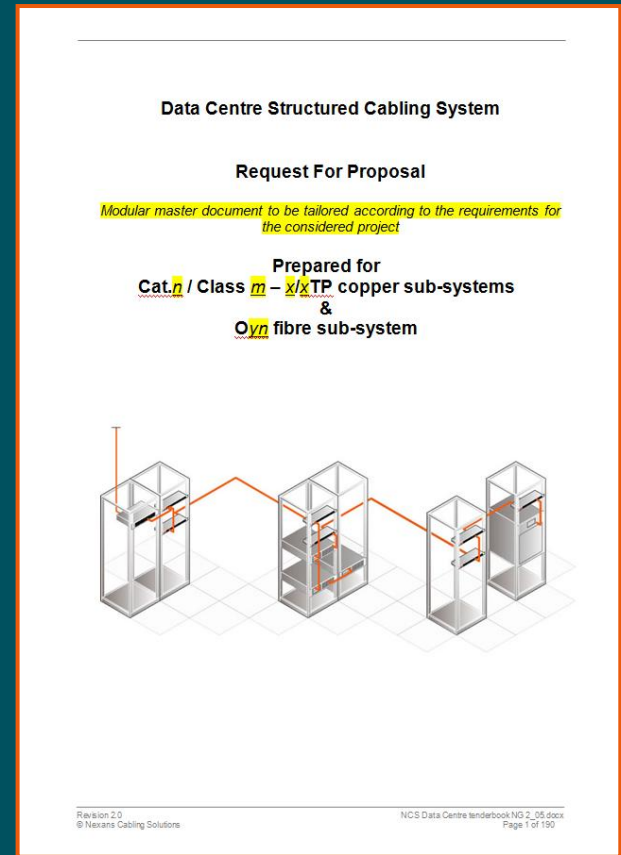 Data Centre Structured Cabling System
Request For Proposal
Modular master document to be tailored according to the requirements for
the considered project
Prepared for
Cat.n / Class m – x/xTP copper sub-systems
&
Oyn fibre sub-system
Revision 2.0
© Nexans Cabling Solutions
NCS Data Centre tenderbook NG 2_05.docx
Page 1 of 190